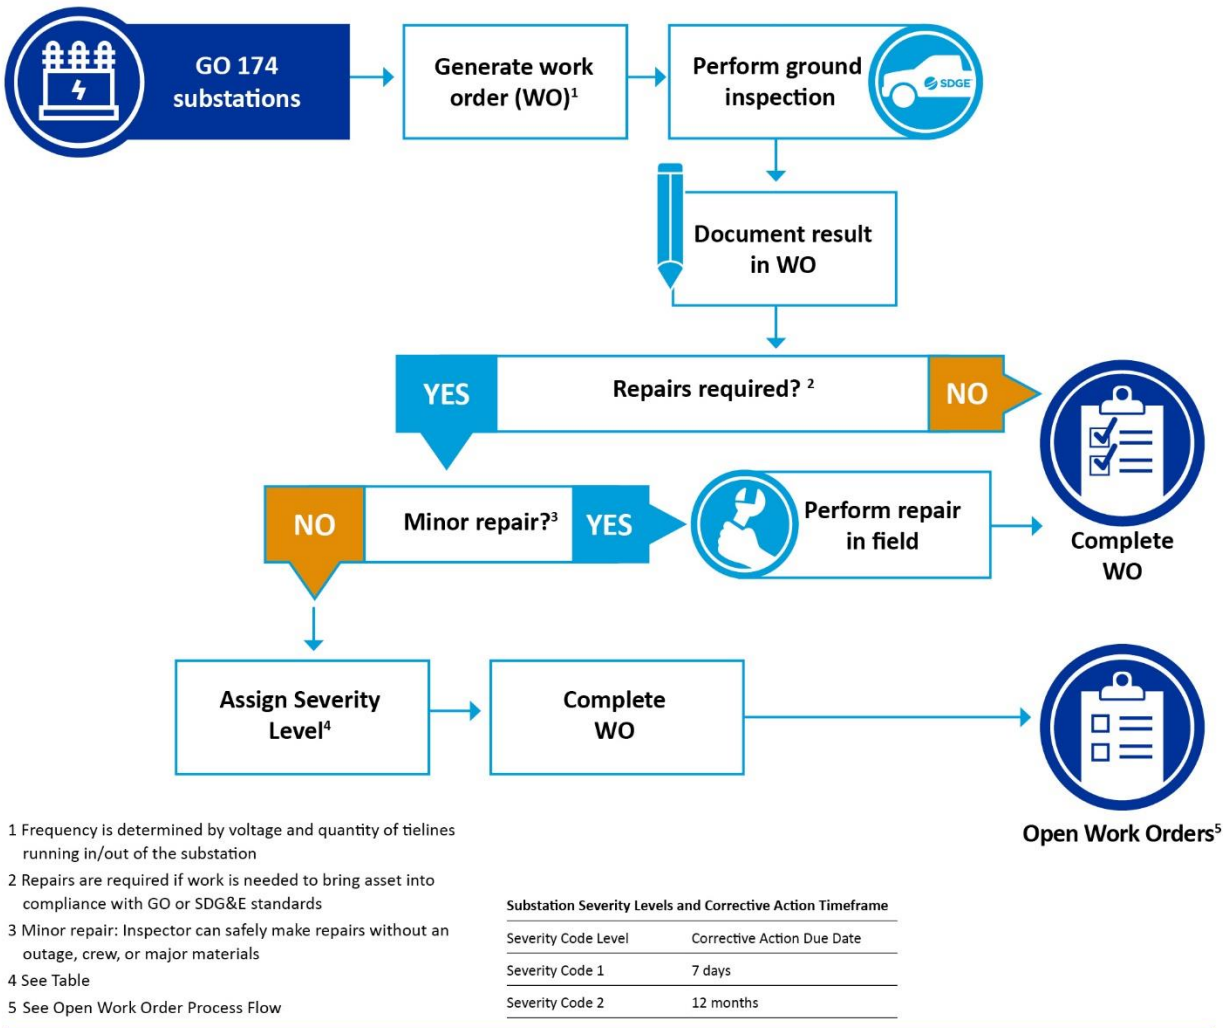 GO 174
substations
Generate work
order (WO)1
Perform ground
inspection
SDGE
Document result
in WO
YES
Repairs required? 2
NO
NO
Minor repair?3
YES
Perform repair
in field
Complete
WO
Assign Severity
Level4
Complete
WO
Open Work Orders5
1 Frequency is determined by voltage and quantity of tielines
running in/out of the substation
2 Repairs are required if work is needed to bring asset into
compliance with GO or SDG&E standards
3 Minor repair: Inspector can safely make repairs without an
outage, crew, or major materials
4 See Table
5 See Open Work Order Process Flow
Substation Severity Levels and Corrective Action Timeframe
Severity Code Level Corrective Action Due Date
Severity Code 1 7 days
Severity Code 2 12 months